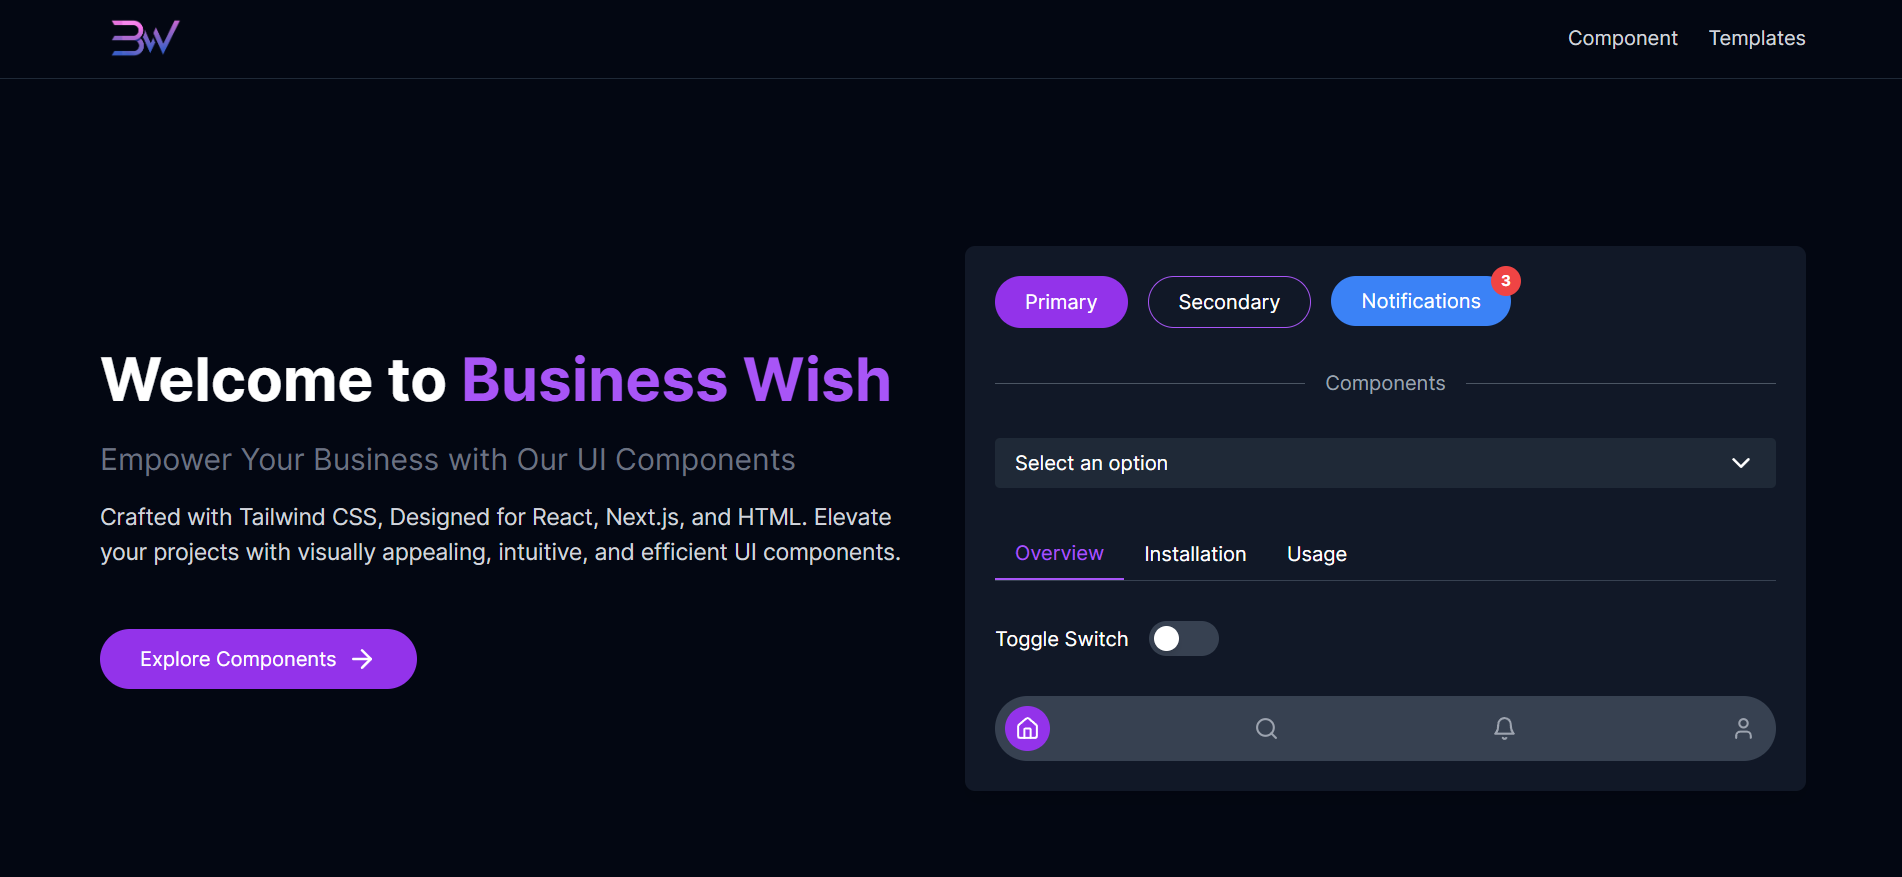 BW
Component
Templates
Welcome to Business Wish
Empower Your Business with Our UI Components
Crafted with Tailwind CSS, Designed for React, Next.js, and HTML. Elevate
your projects with visually appealing, intuitive, and efficient UI components.
Explore Components
Primary
Secondary
Notifications
3
Components
Select an option
Overview
Installation
Usage
Toggle Switch